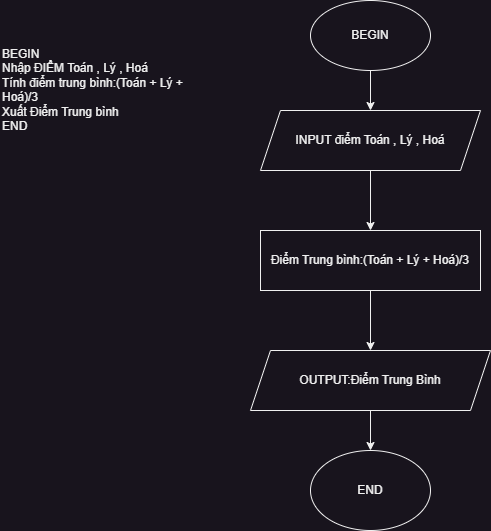 BEGIN
Nhập ĐIỂM Toán , Lý , Hoá
Tính điểm trung bình:(Toán + Lý +
Hoá)/3
Xuất Điểm Trung bình
END
BEGIN
INPUT điểm Toán , Lý , Hoá
Điểm Trung bình:(Toán + Lý + Hoá)/3
OUTPUT:Điểm Trung Bình
END